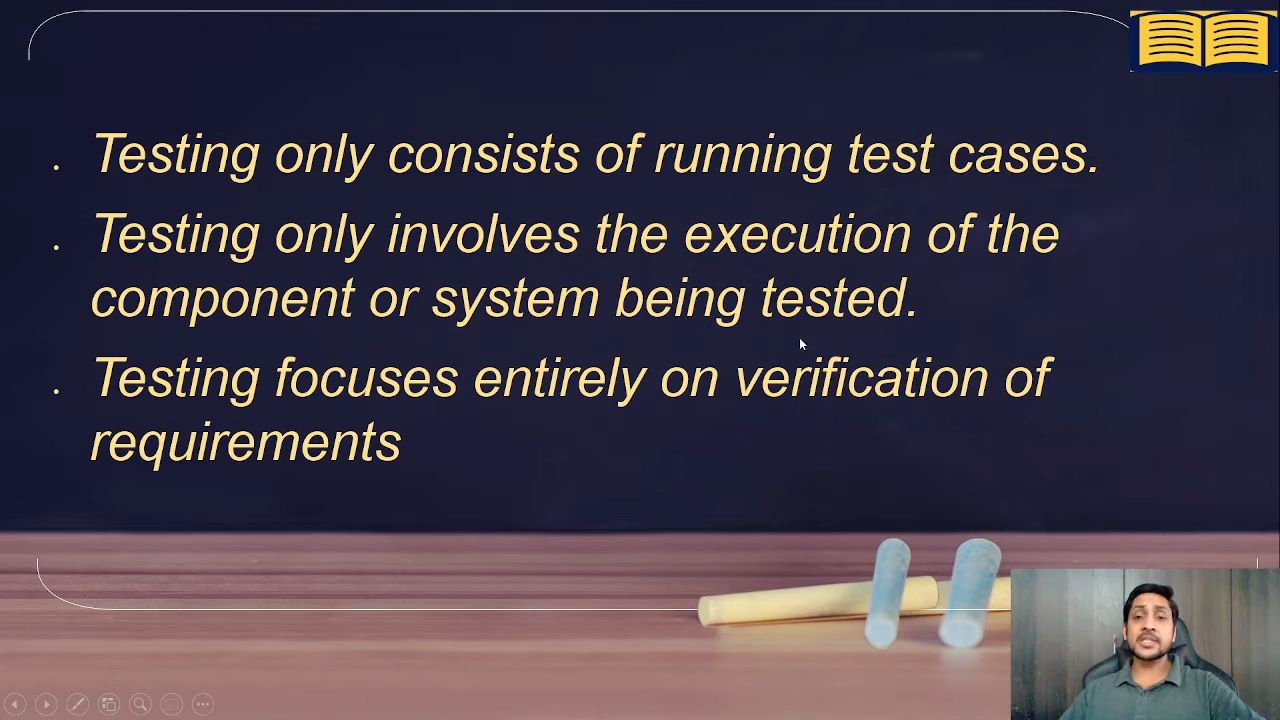 Testing only consists of running test cases.
Testing only involves the execution of the
component or system being tested.
Testing focuses entirely on verification of
requirements